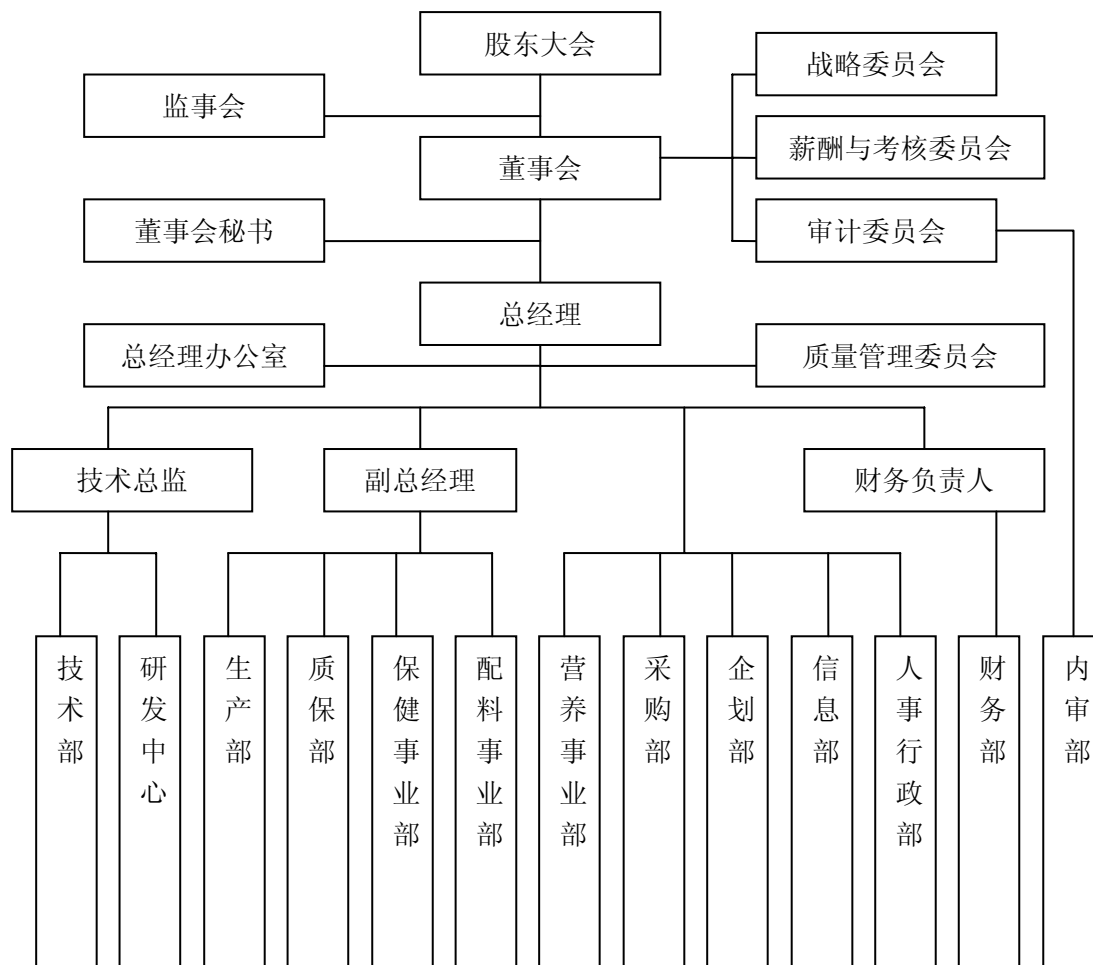 股东大会
战略委员会
监事会
薪酬与考核委员会
董事会
董事会秘书
审计委员会
总经理
总经理办公室
质量管理委员会
技术总监
副总经理
财务负责人
技术部
研发中心
生产部
质保部
保健事业部
配料事业部
营养事业部
采购部
企划部
信息部
人事行政部
财务部
内审部